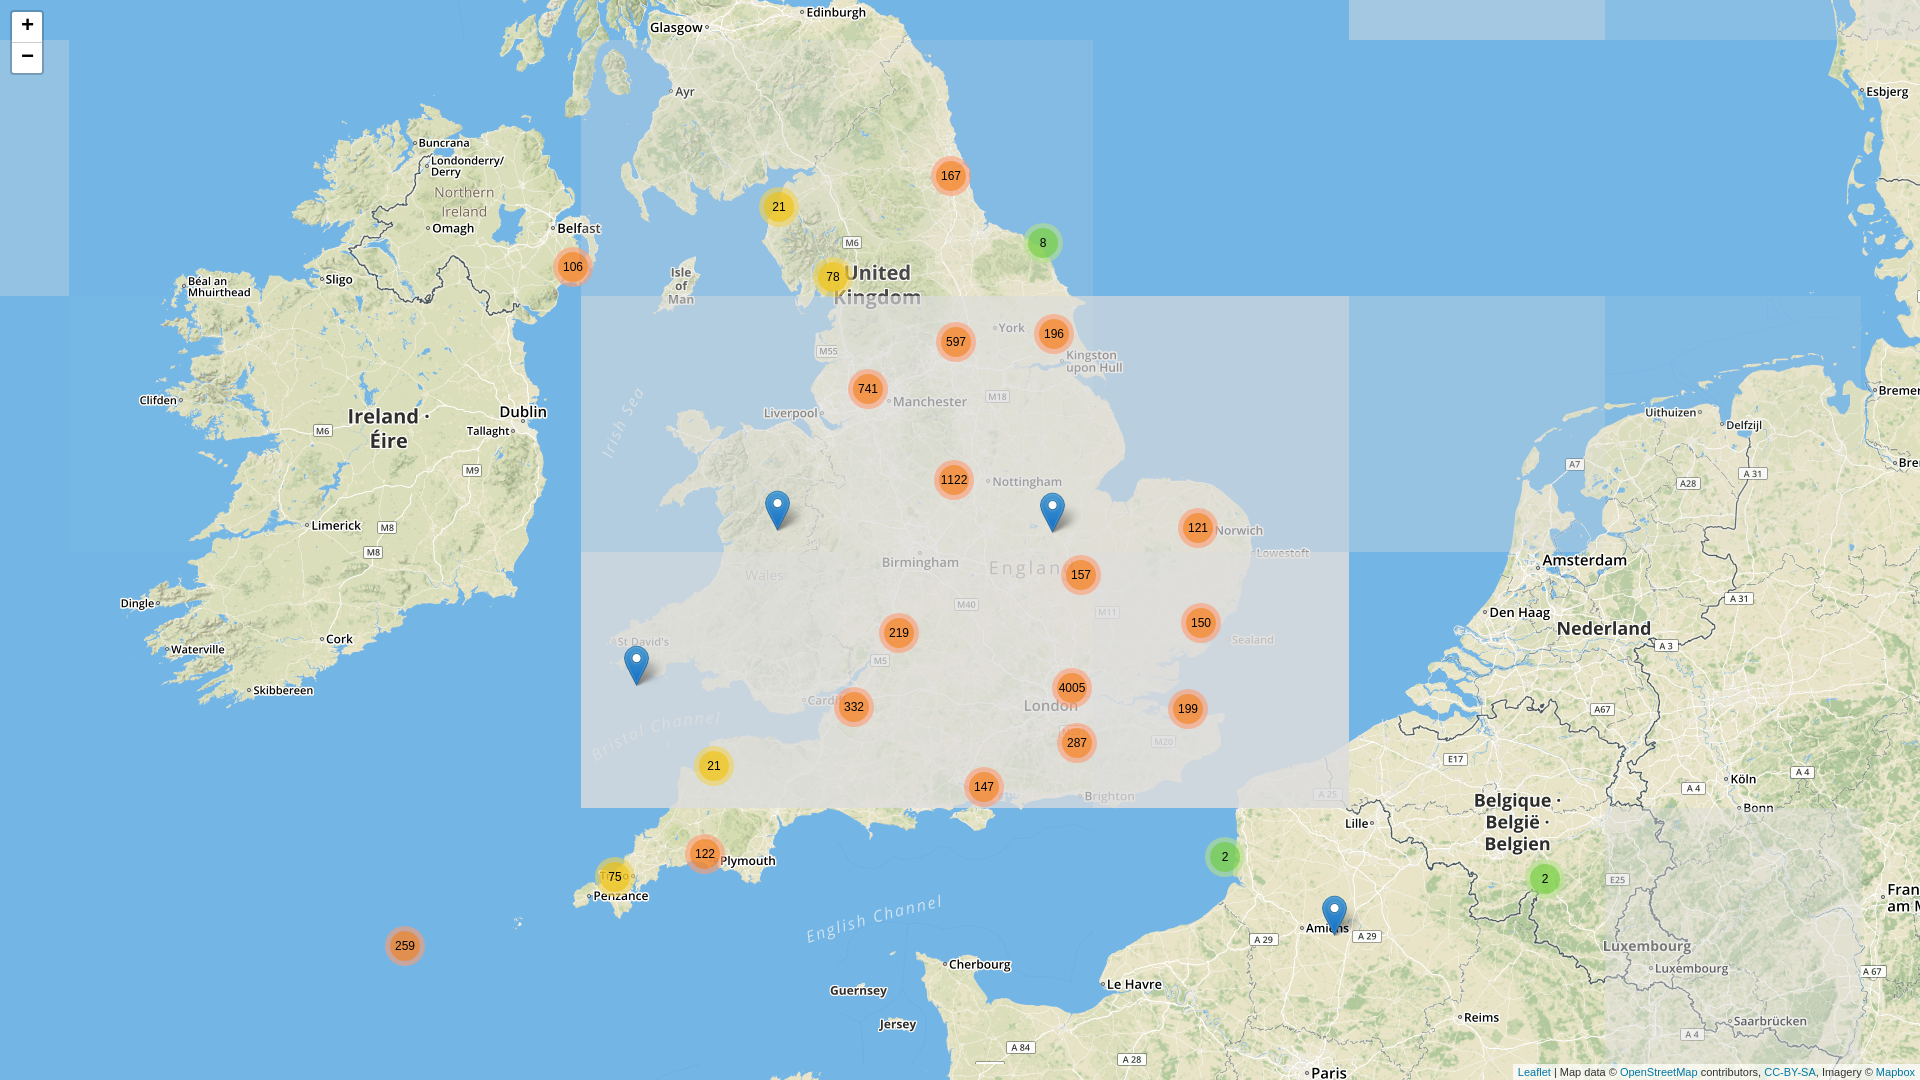 +
−
Edinburgh
Glasgow
Ayr
Esbjerg
Buncrana
Londonderry/
Derry
Northern
Ireland
Omagh
Belfast
167
21
M6
8
106
Sligo
Béal an
Mhuirthead
Isle
of
Man
78
United
Kingdom
York
196
597
M55
Kingston
upon Hull
741
Manchester
M18
Liverpool
Irish Sea
Clifden
Ireland ·
Éire
Dublin
Tallaght
M6
M9
Uithuizen
Delfzijl
Bremer
Bre
A7
A 31
A28
1122
Nottingham
Limerick
M8
M8
121
Norwich
Lowestoft
Birmingham
Wales
Englan
157
Amsterdam
A 31
Den Haag
Nederland
A 3
Dingle
Cork
Waterville
Skibbereen
M40
M11
219
150
St David's
Sealand
M5
4005
London
Cardif
332
199
287
M20
Bristol Channel
21
147
Brighton
A 25
A67
E17
A 4
A 4
Köln
Bonn
Belgique ·
België ·
Belgien
Lille
122
Plymouth
75
Penzance
2
2
E25
Fran
am M
English Channel
259
Amiens
A 29
A 29
Luxembourg
Luxembourg
A 67
Cherbourg
Le Havre
Guernsey
Jersey
Reims
Saarbrücken
A 4
A 84
A 28
Paris
Leaflet | Map data © OpenStreetMap contributors, CC-BY-SA, Imagery © Mapbox